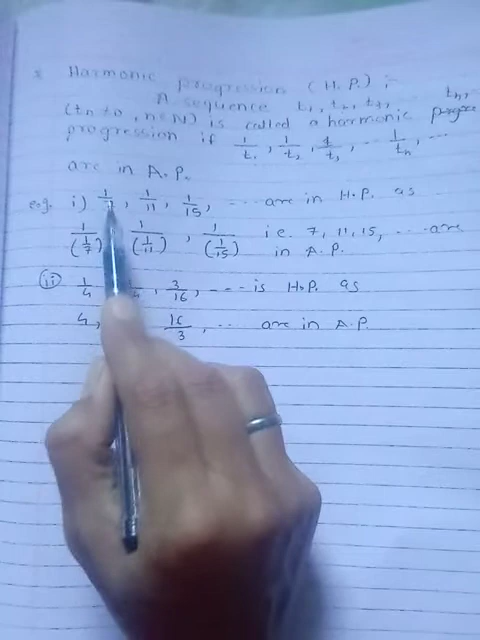 * Harmonic progression (H.P.) :
A sequence t₁, t₂, t₃, tn,
(tn ≠ 0, n∈N) is called a harmonic
progression if 1/t₁, 1/t₂, 1/t₃, ... 1/tn, ...
are in A.P.
e.g. i) 1/7, 1/11, 1/15, .... are in H.P. as
1/(1/7) 1/(1/11), 1/(1/15) i.e. 7, 11, 15, ... are
in A.P.
(ii) 1/4 , 3/16, ---- is H.P. as
4, 16/3, ... are in A.P.